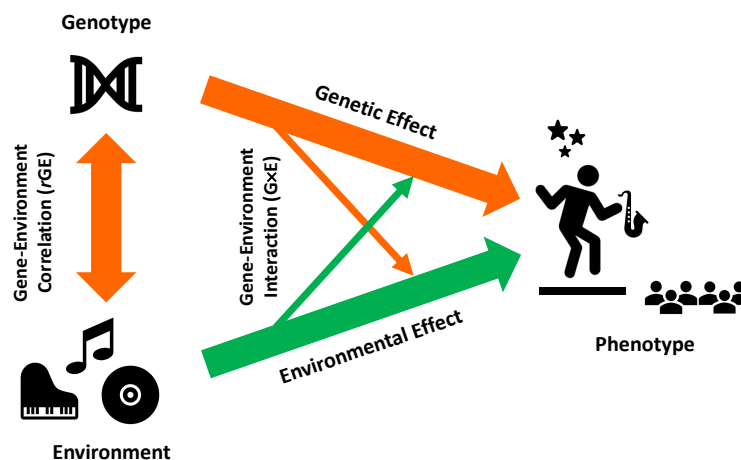 Genotype
Genetic Effect
Gene-Environment
Correlation (rGE)
Gene-Environment
Interaction (G×E)
Environmental Effect
Phenotype
Environment